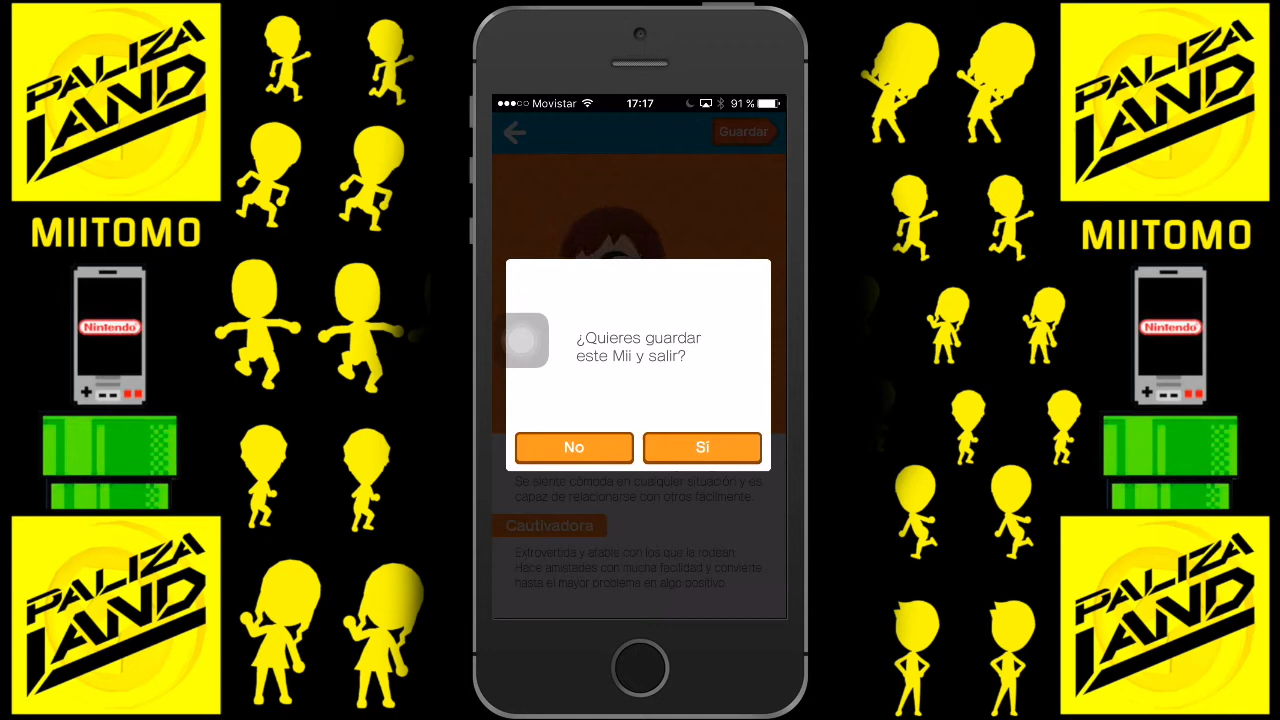 PALIZA
LAND
MIITOMO
Nintendo
PALIZA
LAND
Movistar
17:17
91 %
Guardar
¿Quieres guardar
este Mii y salir?
No
Sí
Se siente cómoda en cualquier situación y es
capaz de relacionarse con otros fácilmente.
Cautivadora
Extrovertida y afable con los que la rodean.
Hace amistades con mucha facilidad y convierte
hasta el mayor problema en algo positivo.
PALIZA
LAND
MIITOMO
Nintendo
PALIZA
LAND